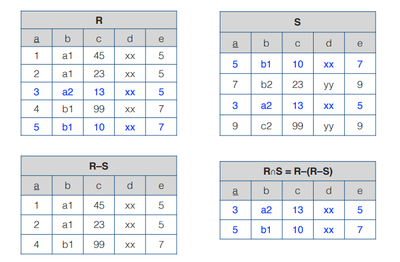 R
a b c d e
1 a1 45 xx 5
2 a1 23 xx 5
3 a2 13 xx 5
4 b1 99 xx 7
5 b1 10 xx 7
S
a b c d e
5 b1 10 xx 7
7 b2 23 yy 9
3 a2 13 xx 5
9 c2 99 yy 9
R–S
a b c d e
1 a1 45 xx 5
2 a1 23 xx 5
4 b1 99 xx 7
R∩S = R–(R–S)
a b c d e
3 a2 13 xx 5
5 b1 10 xx 7